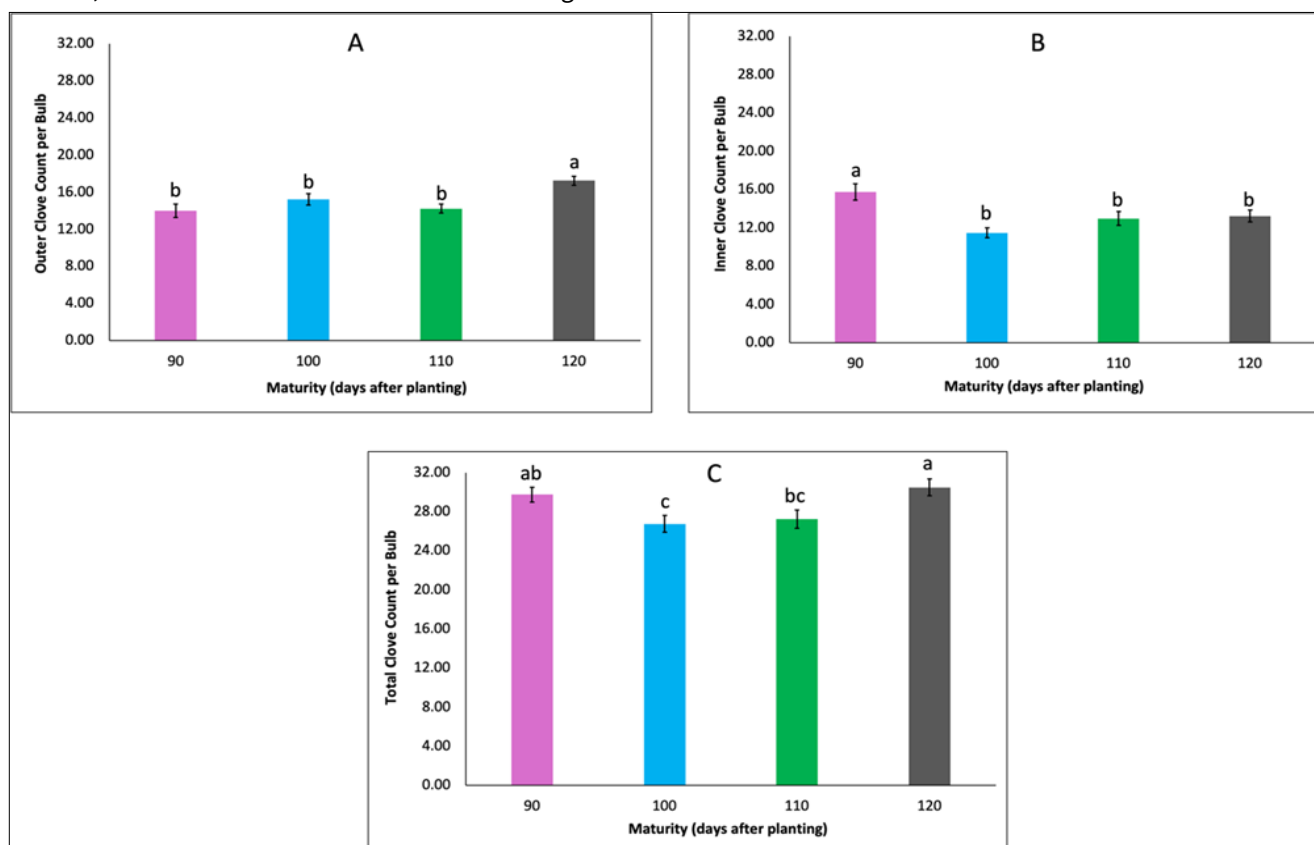 A
32.00
28.00
24.00
20.00
16.00
12.00
8.00
4.00
0.00
Outer Clove Count per Bulb
b
b
b
a
90 100 110 120
Maturity (days after planting)
B
32.00
28.00
24.00
20.00
16.00
12.00
8.00
4.00
0.00
Inner Clove Count per Bulb
a
b
b
b
90 100 110 120
Maturity (days after planting)
C
32.00
28.00
24.00
20.00
16.00
12.00
8.00
4.00
0.00
Total Clove Count per Bulb
ab
c
bc
a
90 100 110 120
Maturity (days after planting)